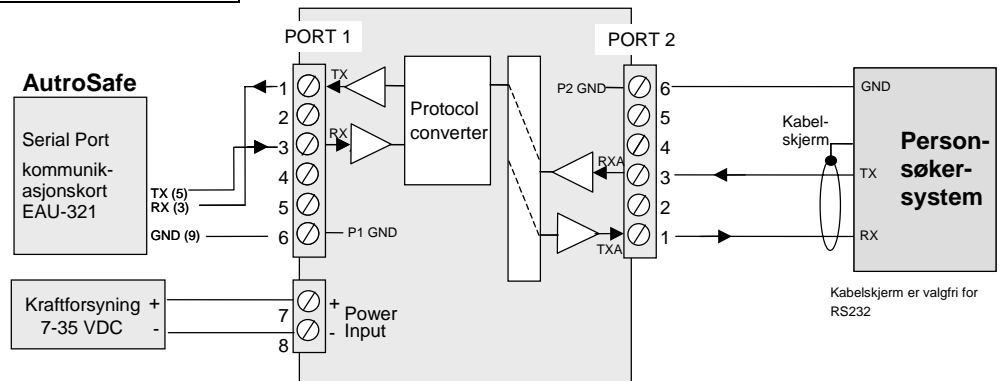 PORT 1
PORT 2
AutroSafe
Serial Port
kommunik-
asjonskort
EAU-321
TX (5)
RX (3)
GND (9)
1
2
3
4
5
6
TX
RX
P1 GND
Protocol
converter
P2 GND
RXA
TXA
6
5
4
3
2
1
Kabel-
skjerm
GND
TX
RX
Person-
søker-
system
Kabelskjerm er valgfri for
RS232
Kraftforsyning +
7-35 VDC -
7
8
+ Power
- Input